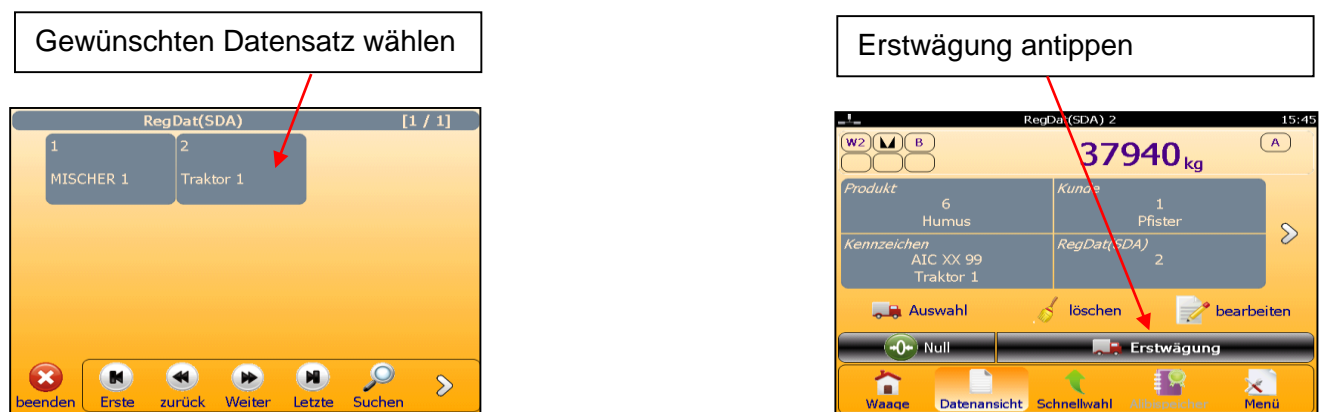 Gewünschten Datensatz wählen
RegDat(SDA) [1 / 1]
1 2
MISCHER 1 Traktor 1
beenden Erste zurück Weiter Letzte Suchen
Erstwägung antippen
RegDat(SDA) 2 15:45
W2 B 37940 kg A
Produkt Kunde
6 1
Humus Pfister
Kennzeichen RegDat(SDA)
AIC XX 99 2
Traktor 1
Auswahl löschen bearbeiten
Null Erstwägung
Waage Datenansicht Schnellwahl Menü